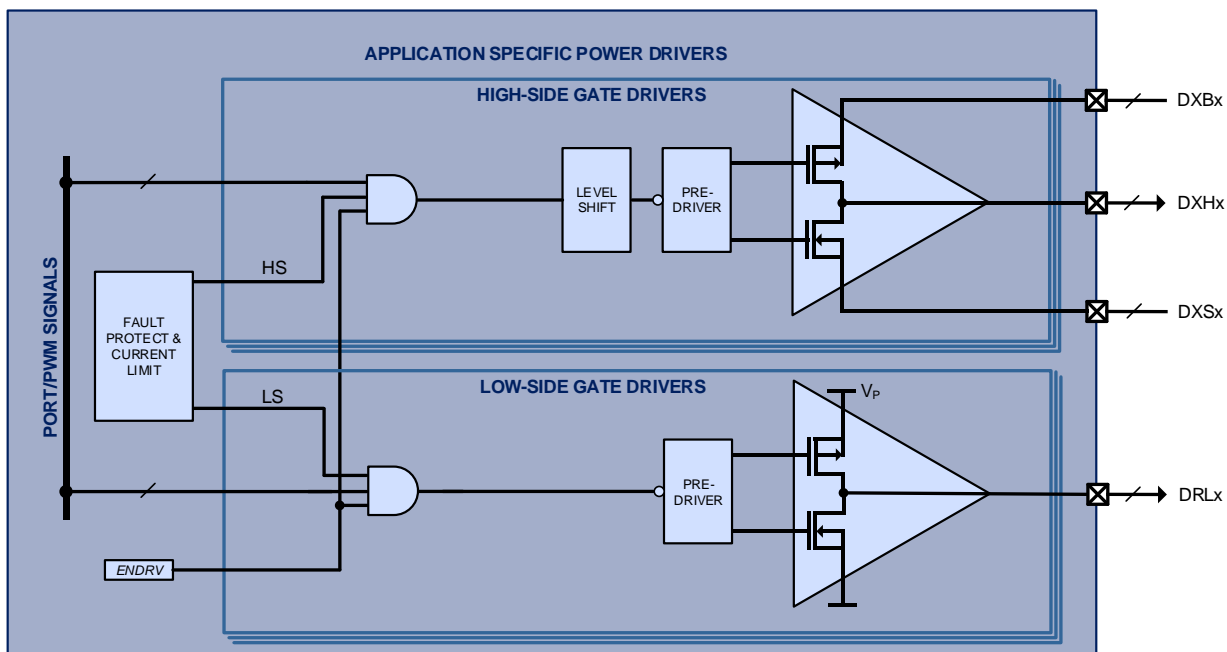 APPLICATION SPECIFIC POWER DRIVERS
HIGH-SIDE GATE DRIVERS
DXBx
LEVEL
SHIFT
PRE-
DRIVER
DXHx
PORT/PWM SIGNALS
HS
FAULT
PROTECT &
CURRENT
LIMIT
DXSx
LOW-SIDE GATE DRIVERS
LS
VP
PRE-
DRIVER
DRLx
ENDRV